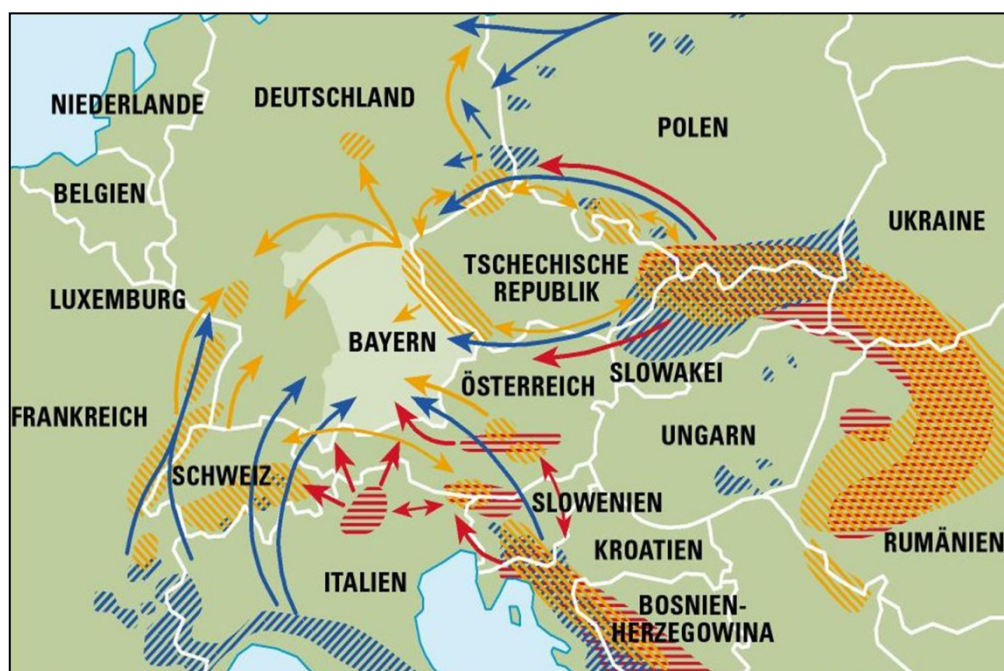 NIEDERLANDE
DEUTSCHLAND
POLEN
BELGIEN
UKRAINE
TSCHECHISCHE
REPUBLIK
LUXEMBURG
BAYERN
ÖSTERREICH
SLOWAKEI
FRANKREICH
UNGARN
SCHWEIZ
SLOWENIEN
KROATIEN
RUMÄNIEN
ITALIEN
BOSNIEN-
HERZEGOWINA